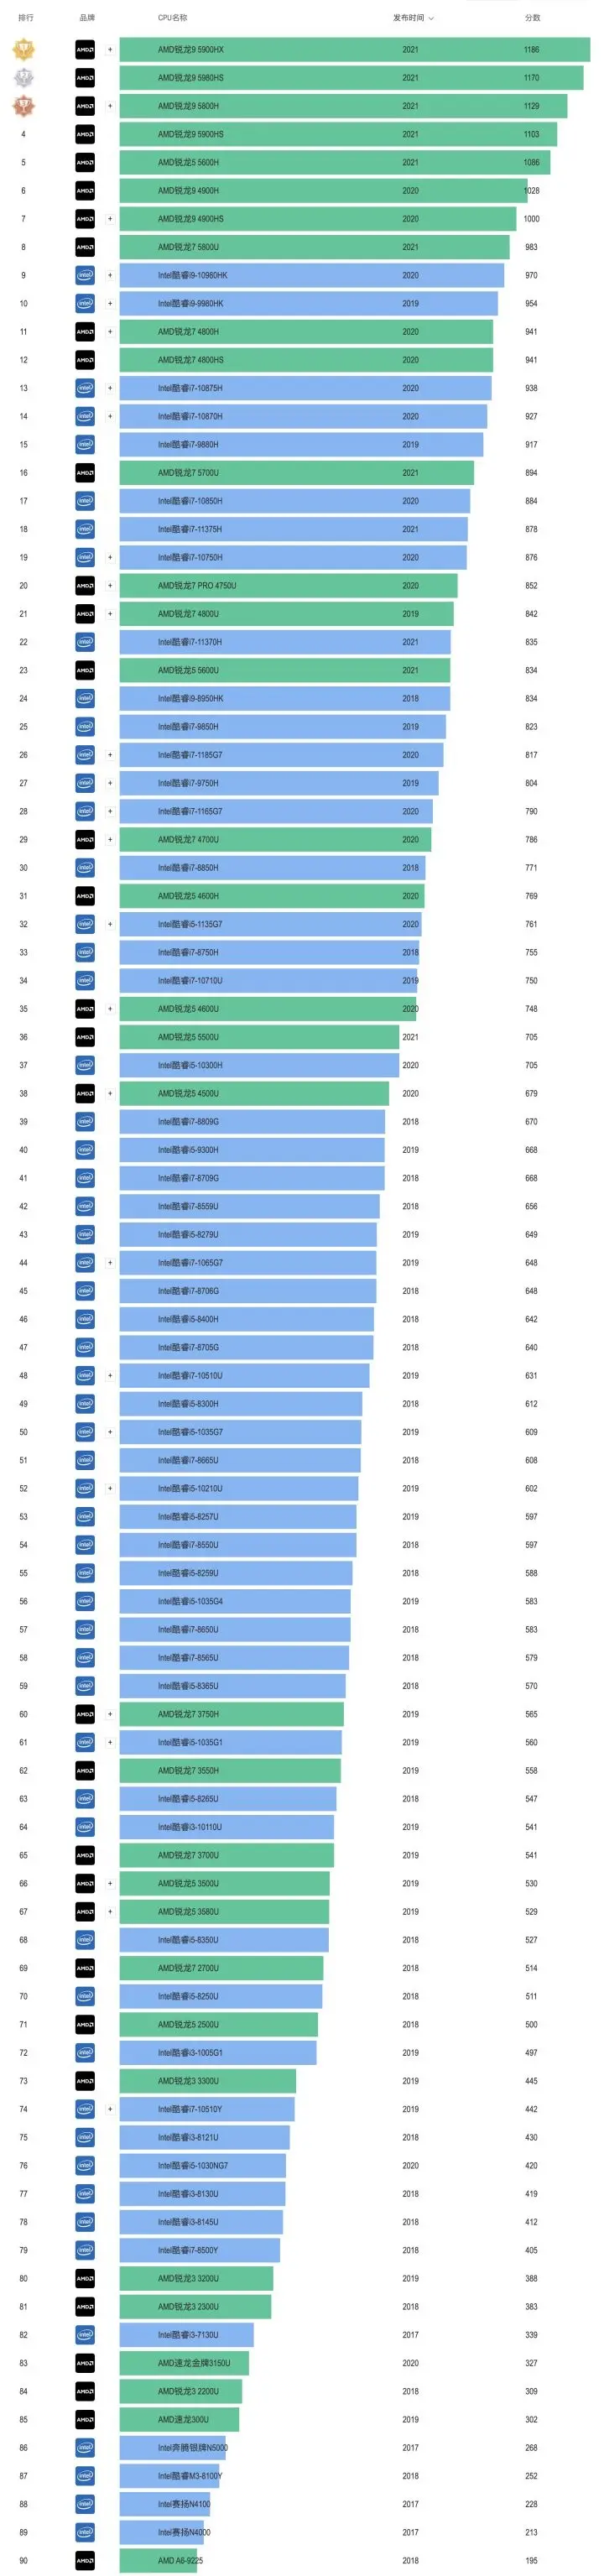 排行 品牌 CPU名称 发布时间 分数
1 AMD + AMD锐龙9 5900HX 2021 1186
2 AMD AMD锐龙9 5980HS 2021 1170
3 AMD + AMD锐龙9 5800H 2021 1129
4 AMD AMD锐龙9 5900HS 2021 1103
5 AMD AMD锐龙5 5600H 2021 1086
6 AMD AMD锐龙9 4900H 2020 1028
7 AMD + AMD锐龙9 4900HS 2020 1000
8 AMD AMD锐龙7 5800U 2021 983
9 intel + Intel酷睿i9-10980HK 2020 970
10 intel + Intel酷睿i9-9980HK 2019 954
11 AMD + AMD锐龙7 4800H 2020 941
12 AMD AMD锐龙7 4800HS 2020 941
13 intel + Intel酷睿i7-10875H 2020 938
14 intel + Intel酷睿i7-10870H 2020 927
15 intel Intel酷睿i7-9880H 2019 917
16 AMD AMD锐龙7 5700U 2021 894
17 intel Intel酷睿i7-10850H 2020 884
18 intel Intel酷睿i7-11375H 2021 878
19 intel + Intel酷睿i7-10750H 2020 876
20 AMD + AMD锐龙7 PRO 4750U 2020 852
21 AMD + AMD锐龙7 4800U 2019 842
22 intel Intel酷睿i7-11370H 2021 835
23 AMD AMD锐龙5 5600U 2021 834
24 intel Intel酷睿i9-8950HK 2018 834
25 intel Intel酷睿i7-9850H 2019 823
26 intel + Intel酷睿i7-1185G7 2020 817
27 intel + Intel酷睿i7-9750H 2019 804
28 intel + Intel酷睿i7-1165G7 2020 790
29 AMD + AMD锐龙7 4700U 2020 786
30 intel Intel酷睿i7-8850H 2018 771
31 AMD AMD锐龙5 4600H 2020 769
32 intel + Intel酷睿i5-1135G7 2020 761
33 intel Intel酷睿i7-8750H 2018 755
34 intel Intel酷睿i7-10710U 2019 750
35 AMD + AMD锐龙5 4600U 2020 748
36 AMD AMD锐龙5 5500U 2021 705
37 intel Intel酷睿i5-10300H 2020 705
38 AMD + AMD锐龙5 4500U 2020 679
39 intel Intel酷睿i7-8809G 2018 670
40 intel Intel酷睿i5-9300H 2019 668
41 intel Intel酷睿i7-8709G 2018 668
42 intel Intel酷睿i7-8559U 2018 656
43 intel Intel酷睿i5-8279U 2019 649
44 intel + Intel酷睿i7-1065G7 2019 648
45 intel Intel酷睿i7-8706G 2018 648
46 intel Intel酷睿i5-8400H 2018 642
47 intel Intel酷睿i7-8705G 2018 640
48 intel + Intel酷睿i7-10510U 2019 631
49 intel Intel酷睿i5-8300H 2018 612
50 intel + Intel酷睿i5-1035G7 2019 609
51 intel Intel酷睿i7-8665U 2018 608
52 intel + Intel酷睿i5-10210U 2019 602
53 intel Intel酷睿i5-8257U 2019 597
54 intel Intel酷睿i7-8550U 2018 597
55 intel Intel酷睿i5-8259U 2018 588
56 intel Intel酷睿i5-1035G4 2019 583
57 intel Intel酷睿i7-8650U 2018 583
58 intel Intel酷睿i7-8565U 2018 579
59 intel Intel酷睿i5-8365U 2018 570
60 AMD + AMD锐龙7 3750H 2019 565
61 intel + Intel酷睿i5-1035G1 2019 560
62 AMD AMD锐龙7 3550H 2019 558
63 intel Intel酷睿i5-8265U 2018 547
64 intel Intel酷睿i3-10110U 2019 541
65 AMD AMD锐龙7 3700U 2019 541
66 AMD + AMD锐龙5 3500U 2019 530
67 AMD + AMD锐龙5 3580U 2019 529
68 intel Intel酷睿i5-8350U 2018 527
69 AMD AMD锐龙7 2700U 2018 514
70 intel Intel酷睿i5-8250U 2018 511
71 AMD AMD锐龙5 2500U 2018 500
72 intel Intel酷睿i3-1005G1 2019 497
73 AMD AMD锐龙3 3300U 2019 445
74 intel + Intel酷睿i7-10510Y 2019 442
75 intel Intel酷睿i3-8121U 2018 430
76 intel Intel酷睿i5-1030NG7 2020 420
77 intel Intel酷睿i3-8130U 2018 419
78 intel Intel酷睿i3-8145U 2018 412
79 intel Intel酷睿i7-8500Y 2018 405
80 AMD AMD锐龙3 3200U 2019 388
81 AMD AMD锐龙3 2300U 2018 383
82 intel Intel酷睿i3-7130U 2017 339
83 AMD AMD速龙金牌3150U 2020 327
84 AMD AMD锐龙3 2200U 2018 309
85 AMD AMD速龙300U 2019 302
86 intel Intel奔腾银牌N5000 2017 268
87 intel Intel酷睿M3-8100Y 2018 252
88 intel Intel赛扬N4100 2017 228
89 intel Intel赛扬N4000 2017 213
90 AMD AMD A6-9225 2018 195